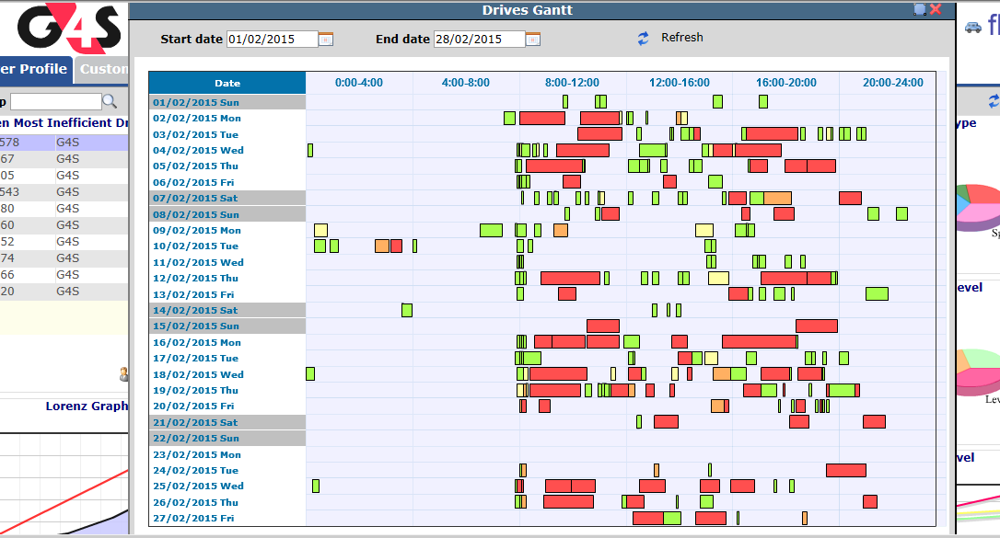 Drives Gantt
G4S
Start date 01/02/2015 End date 28/02/2015 Refresh
er Profile Custom
Date 0:00-4:00 4:00-8:00 8:00-12:00 12:00-16:00 16:00-20:00 20:00-24:00
p
en Most Inefficient Dr
578 G4S
67 G4S
05 G4S
543 G4S
80 G4S
60 G4S
52 G4S
74 G4S
66 G4S
20 G4S
Lorenz Graph
01/02/2015 Sun
02/02/2015 Mon
03/02/2015 Tue
04/02/2015 Wed
05/02/2015 Thu
06/02/2015 Fri
07/02/2015 Sat
08/02/2015 Sun
09/02/2015 Mon
10/02/2015 Tue
11/02/2015 Wed
12/02/2015 Thu
13/02/2015 Fri
14/02/2015 Sat
15/02/2015 Sun
16/02/2015 Mon
17/02/2015 Tue
18/02/2015 Wed
19/02/2015 Thu
20/02/2015 Fri
21/02/2015 Sat
22/02/2015 Sun
23/02/2015 Mon
24/02/2015 Tue
25/02/2015 Wed
26/02/2015 Thu
27/02/2015 Fri
fl
ype
Sp
evel
Lev
vel